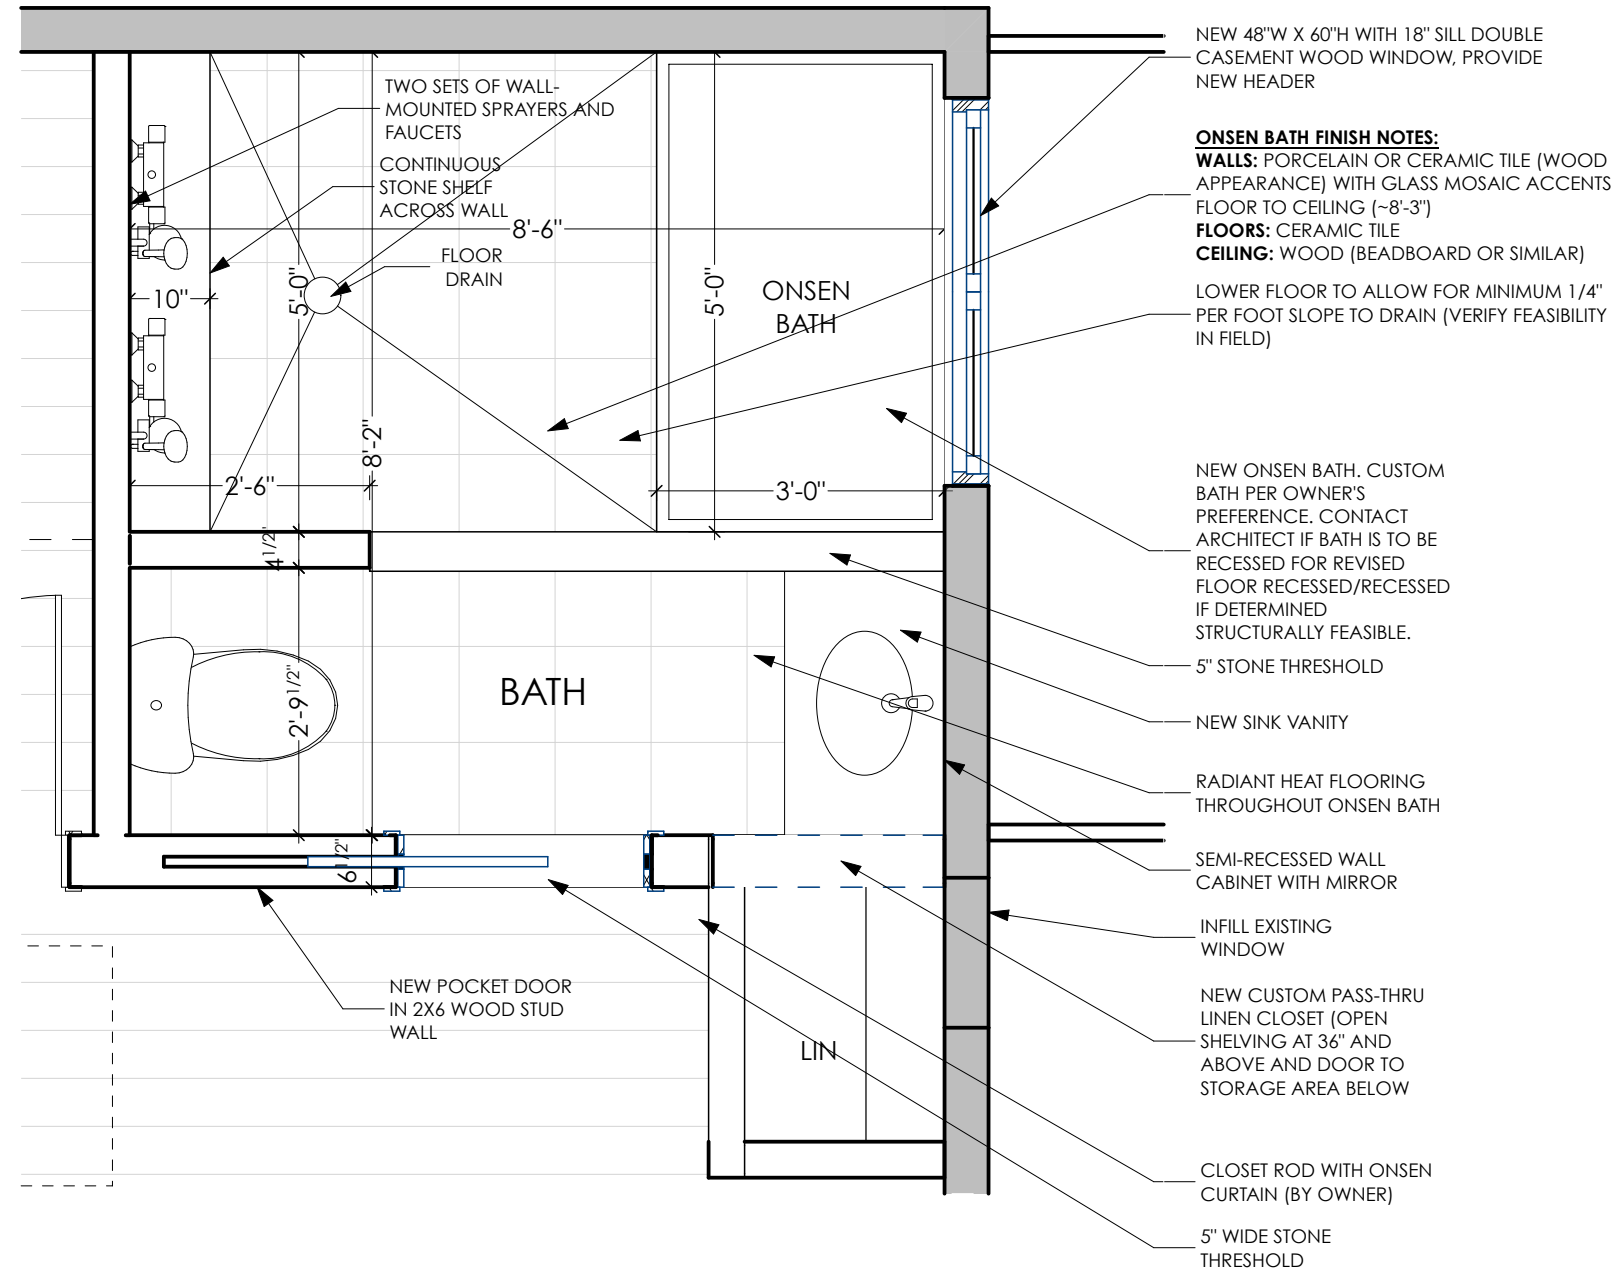 TWO SETS OF WALL-
MOUNTED SPRAYERS AND
FAUCETS
CONTINUOUS
STONE SHELF
ACROSS WALL
8'-6"
FLOOR
DRAIN
10"
5'-0"
5'-0"
ONSEN
BATH
8'-2"
2'-6"
3'-0"
4 1/2"
BATH
2'-9 1/2"
6 1/2"
NEW POCKET DOOR
IN 2X6 WOOD STUD
WALL
LIN
NEW 48"W X 60"H WITH 18" SILL DOUBLE
CASEMENT WOOD WINDOW, PROVIDE
NEW HEADER
ONSEN BATH FINISH NOTES:
WALLS: PORCELAIN OR CERAMIC TILE (WOOD
APPEARANCE) WITH GLASS MOSAIC ACCENTS
FLOOR TO CEILING (~8'-3")
FLOORS: CERAMIC TILE
CEILING: WOOD (BEADBOARD OR SIMILAR)
LOWER FLOOR TO ALLOW FOR MINIMUM 1/4"
PER FOOT SLOPE TO DRAIN (VERIFY FEASIBILITY
IN FIELD)
NEW ONSEN BATH. CUSTOM
BATH PER OWNER'S
PREFERENCE. CONTACT
ARCHITECT IF BATH IS TO BE
RECESSED FOR REVISED
FLOOR RECESSED/RECESSED
IF DETERMINED
STRUCTURALLY FEASIBLE.
5" STONE THRESHOLD
NEW SINK VANITY
RADIANT HEAT FLOORING
THROUGHOUT ONSEN BATH
SEMI-RECESSED WALL
CABINET WITH MIRROR
INFILL EXISTING
WINDOW
NEW CUSTOM PASS-THRU
LINEN CLOSET (OPEN
SHELVING AT 36" AND
ABOVE AND DOOR TO
STORAGE AREA BELOW
CLOSET ROD WITH ONSEN
CURTAIN (BY OWNER)
5" WIDE STONE
THRESHOLD